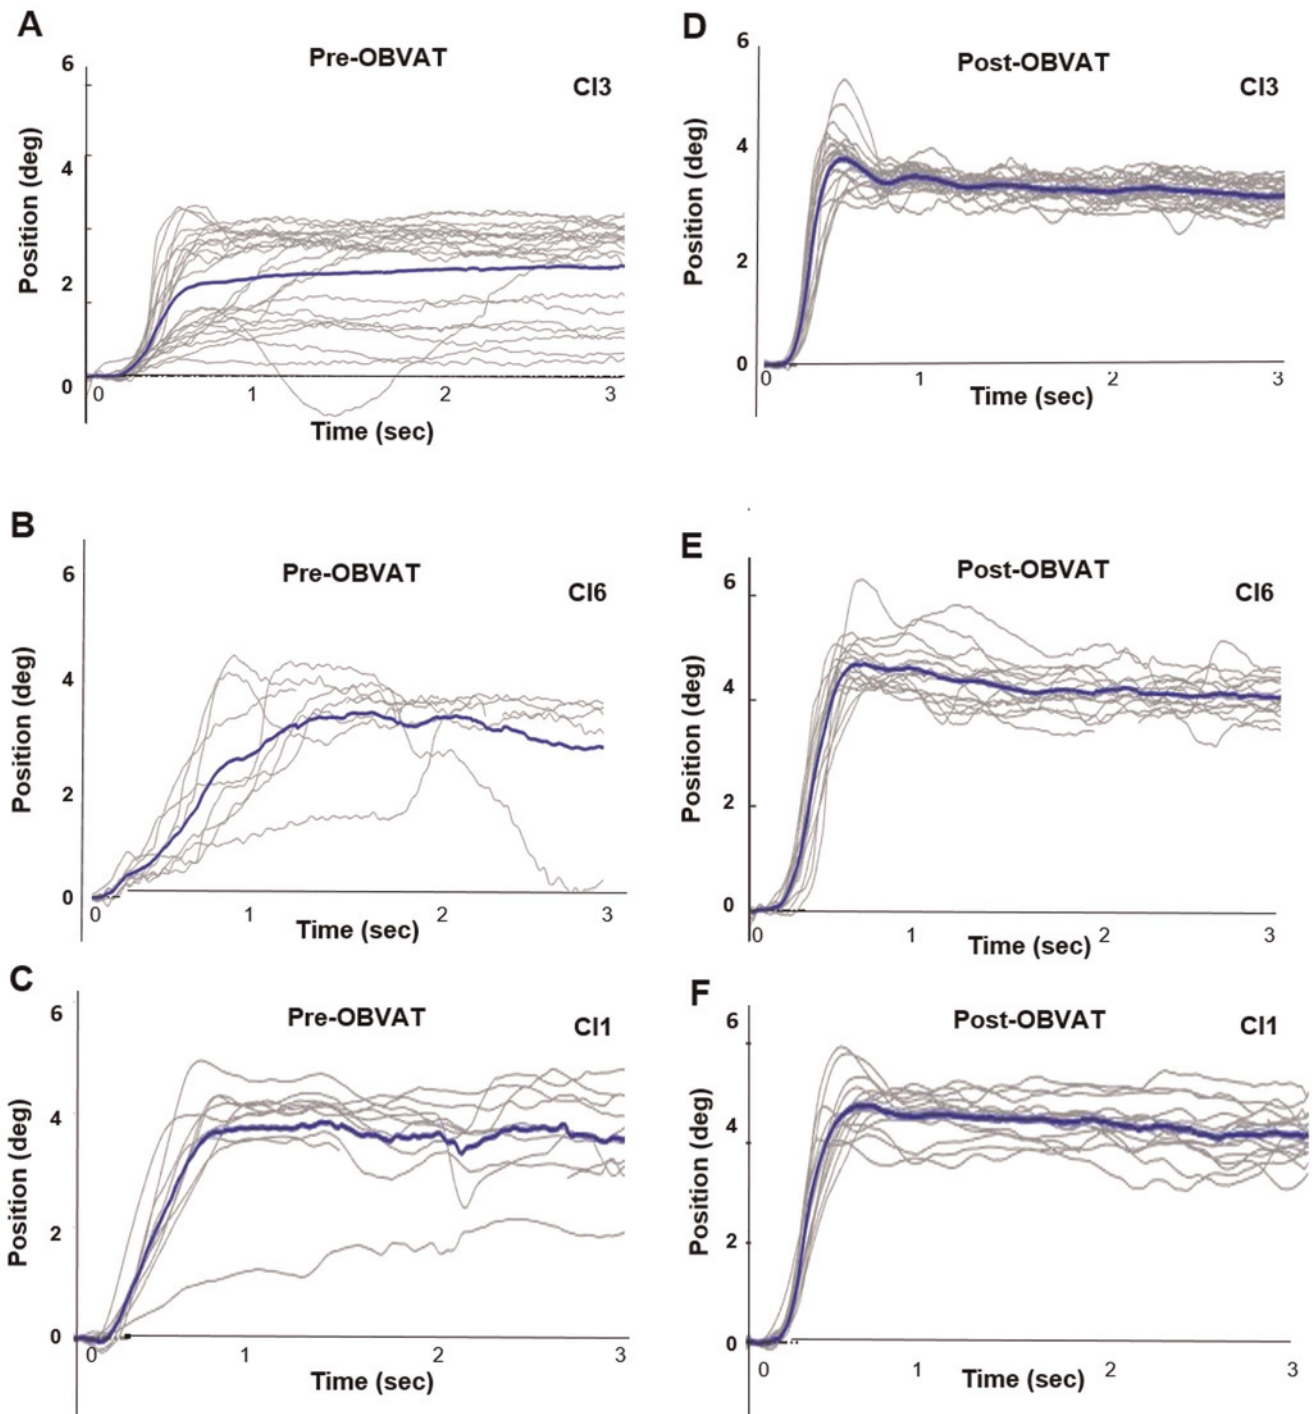 A
Pre-OBVAT
CI3
6
4
2
0
Position (deg)
0 1 2 3
Time (sec)
D
Post-OBVAT
CI3
6
4
2
0
Position (deg)
0 1 2 3
Time (sec)
B
Pre-OBVAT
CI6
6
4
2
0
Position (deg)
0 1 2 3
Time (sec)
E
Post-OBVAT
CI6
6
4
2
0
Position (deg)
0 1 2 3
Time (sec)
C
Pre-OBVAT
CI1
6
4
2
0
Position (deg)
0 1 2 3
Time (sec)
F
Post-OBVAT
CI1
6
4
2
0
Position (deg)
0 1 2 3
Time (sec)